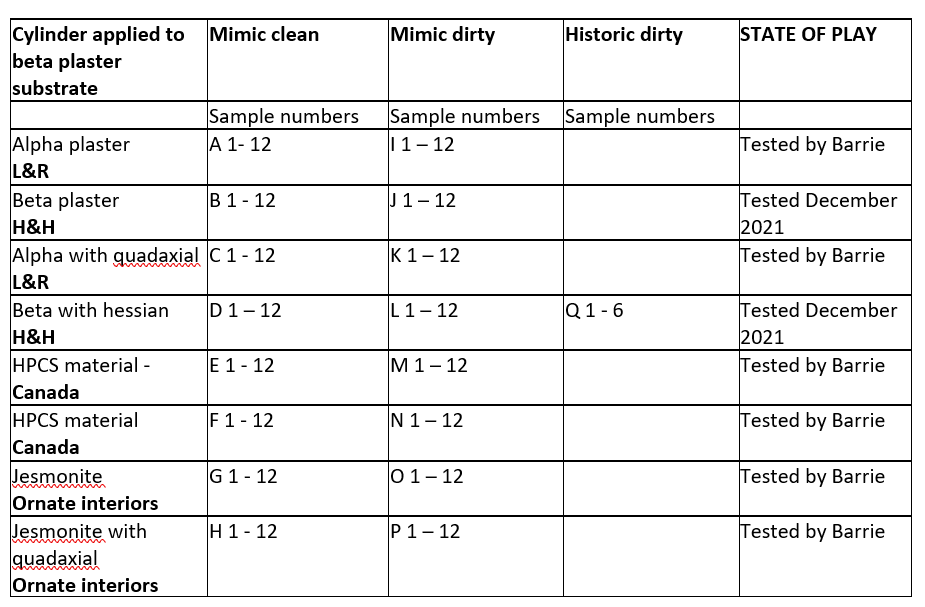 Cylinder applied to beta plaster substrate | Mimic clean | Mimic dirty | Historic dirty | STATE OF PLAY
Sample numbers | Sample numbers | Sample numbers
Alpha plaster L&R | A 1- 12 | I 1 – 12 | | Tested by Barrie
Beta plaster H&H | B 1 - 12 | J 1 – 12 | | Tested December 2021
Alpha with quadaxial L&R | C 1 - 12 | K 1 – 12 | | Tested by Barrie
Beta with hessian H&H | D 1 – 12 | L 1 – 12 | Q 1 - 6 | Tested December 2021
HPCS material - Canada | E 1 - 12 | M 1 – 12 | | Tested by Barrie
HPCS material Canada | F 1 - 12 | N 1 – 12 | | Tested by Barrie
Jesmonite Ornate interiors | G 1 - 12 | O 1 – 12 | | Tested by Barrie
Jesmonite with quadaxial Ornate interiors | H 1 - 12 | P 1 – 12 | | Tested by Barrie